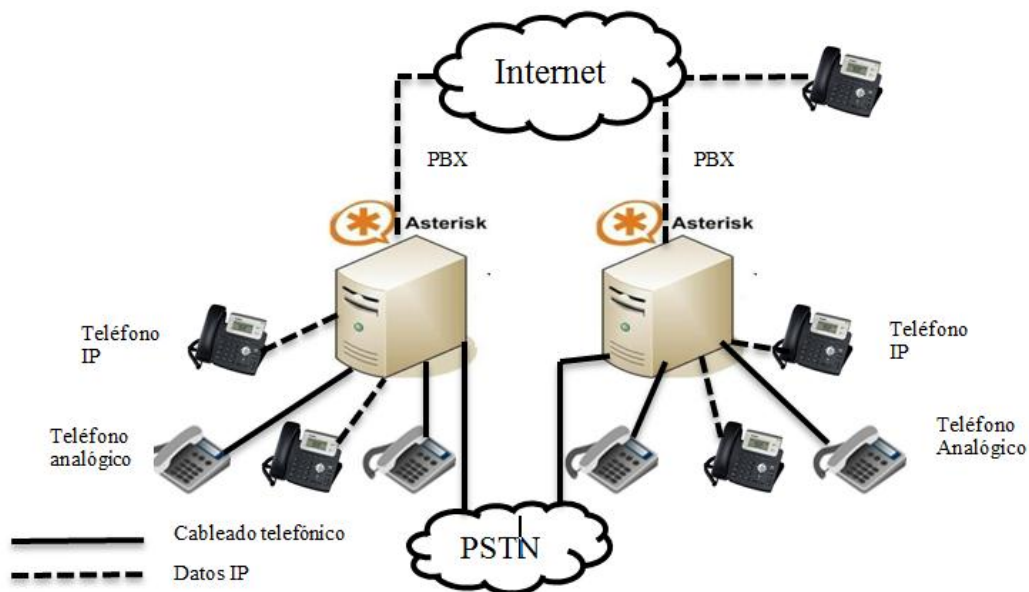 Internet
PBX
PBX
Asterisk
Asterisk
Teléfono
IP
Teléfono
IP
Teléfono
analógico
Teléfono
Analógico
PSTN
Cableado telefónico
Datos IP